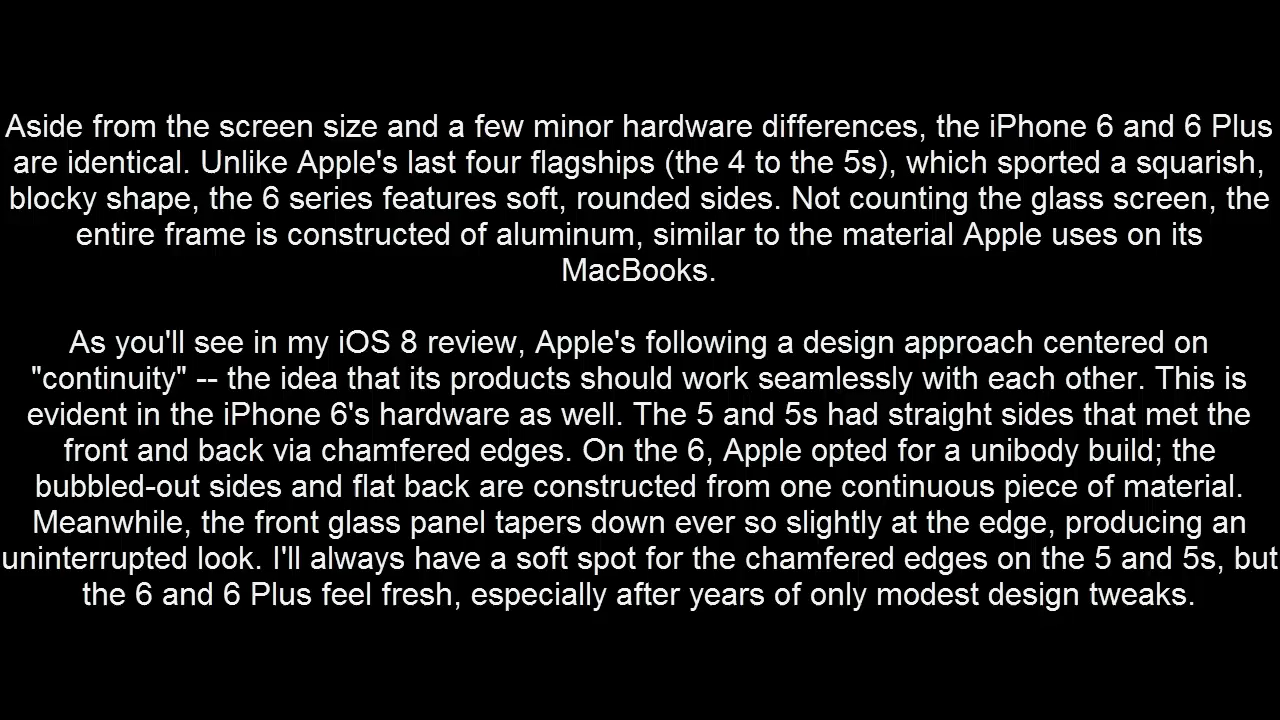 Aside from the screen size and a few minor hardware differences, the iPhone 6 and 6 Plus
are identical. Unlike Apple's last four flagships (the 4 to the 5s), which sported a squarish,
blocky shape, the 6 series features soft, rounded sides. Not counting the glass screen, the
entire frame is constructed of aluminum, similar to the material Apple uses on its
MacBooks.
As you'll see in my iOS 8 review, Apple's following a design approach centered on
"continuity" -- the idea that its products should work seamlessly with each other. This is
evident in the iPhone 6's hardware as well. The 5 and 5s had straight sides that met the
front and back via chamfered edges. On the 6, Apple opted for a unibody build; the
bubbled-out sides and flat back are constructed from one continuous piece of material.
Meanwhile, the front glass panel tapers down ever so slightly at the edge, producing an
uninterrupted look. I'll always have a soft spot for the chamfered edges on the 5 and 5s, but
the 6 and 6 Plus feel fresh, especially after years of only modest design tweaks.